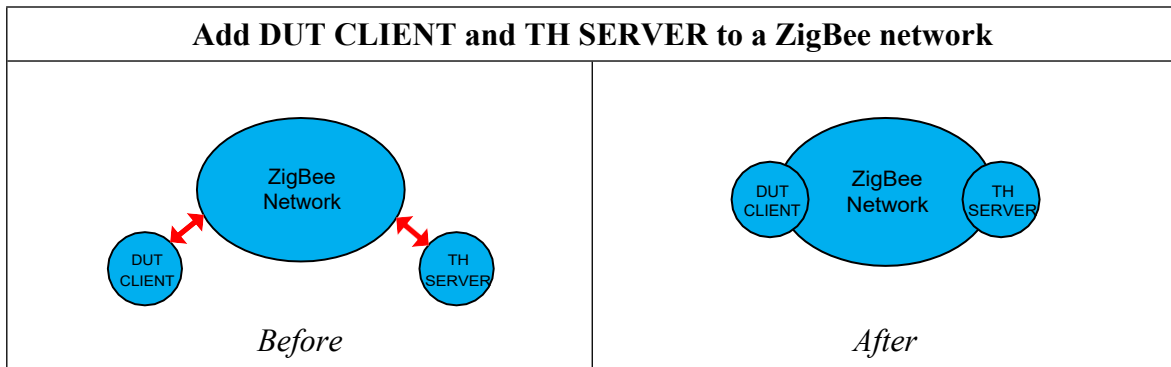 Add DUT CLIENT and TH SERVER to a ZigBee network
ZigBee
Network
DUT
CLIENT
TH
SERVER
Before
DUT
CLIENT
ZigBee
Network
TH
SERVER
After